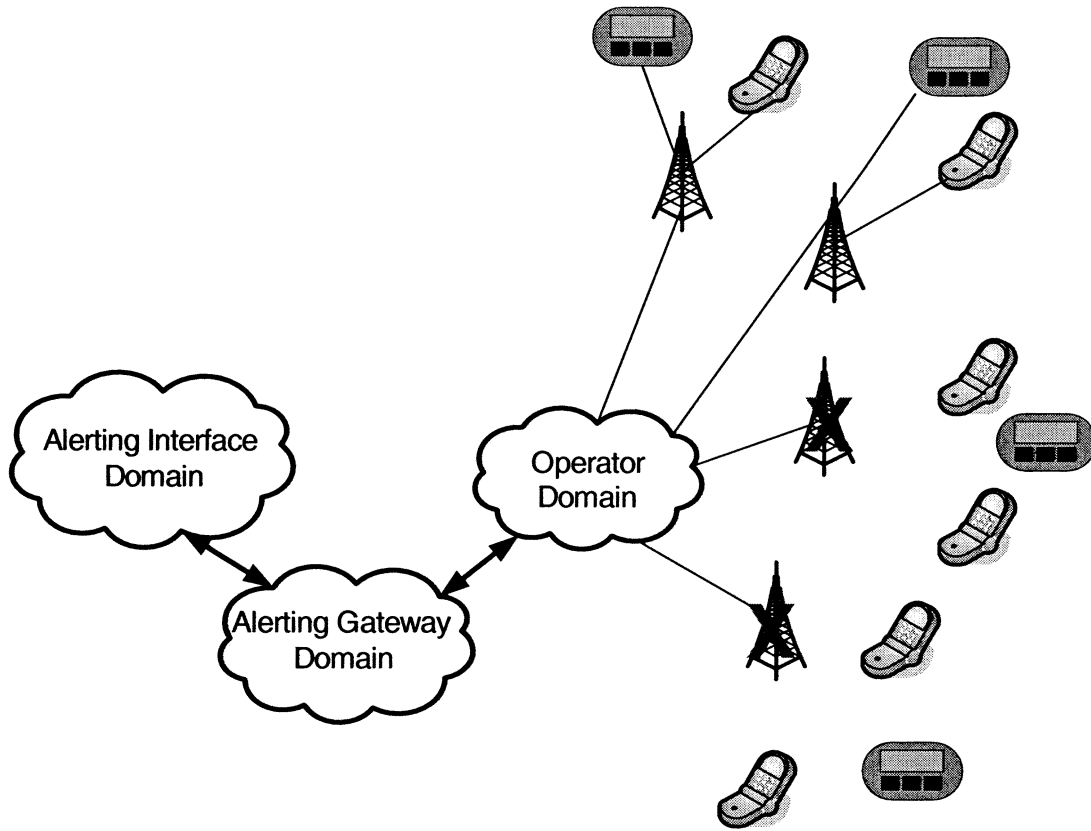 Alerting Interface
Domain
Operator
Domain
Alerting Gateway
Domain